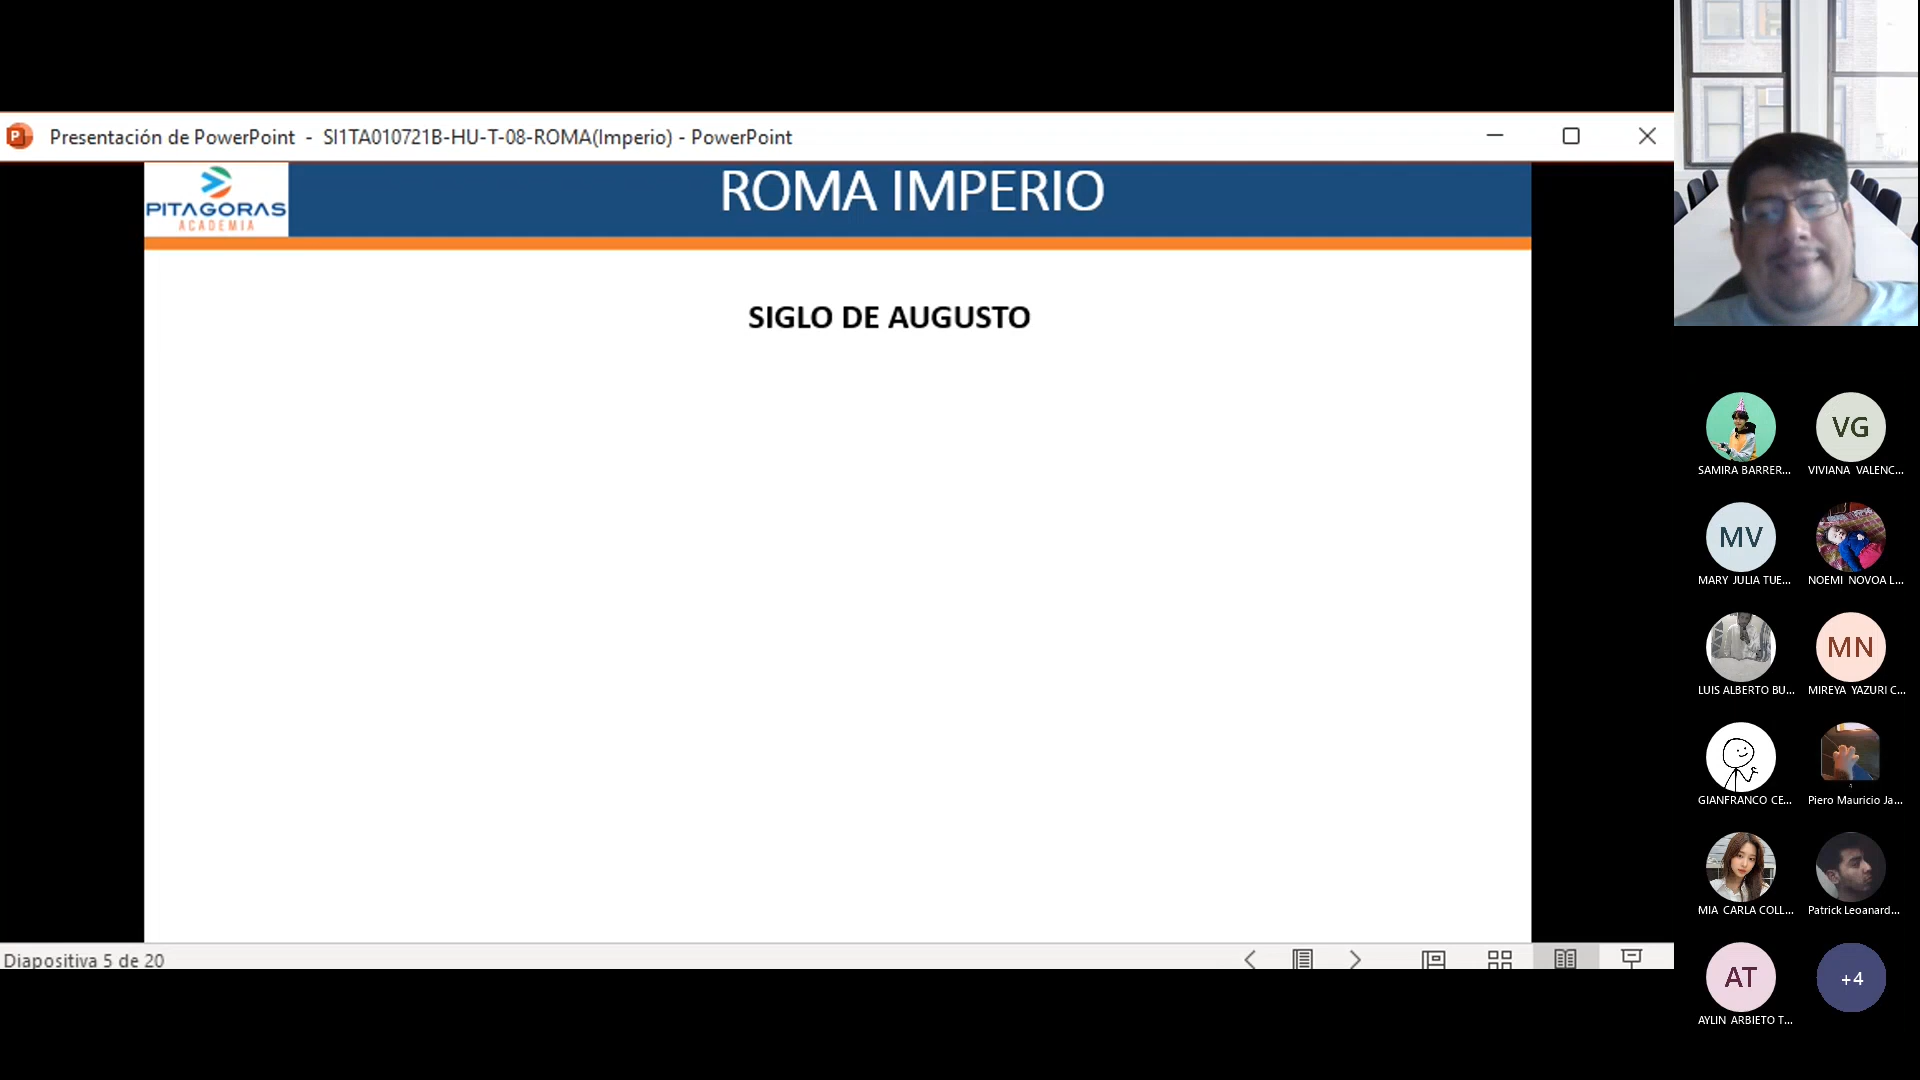 Presentación de PowerPoint - SI1TA010721B-HU-T-08-ROMA(Imperio) - PowerPoint
PITAGORAS
ACADEMIA
ROMA IMPERIO
SIGLO DE AUGUSTO
Diapositiva 5 de 20
SAMIRA BARRER...
VG
VIVIANA VALENC...
MV
MARY JULIA TUE...
NOEMI NOVOA L...
LUIS ALBERTO BU...
MN
MIREYA YAZURI C...
GIANFRANCO CE...
Piero Mauricio Ja...
MIA CARLA COLL...
Patrick Leoanard...
AT
AYLIN ARBIETO T...
+4